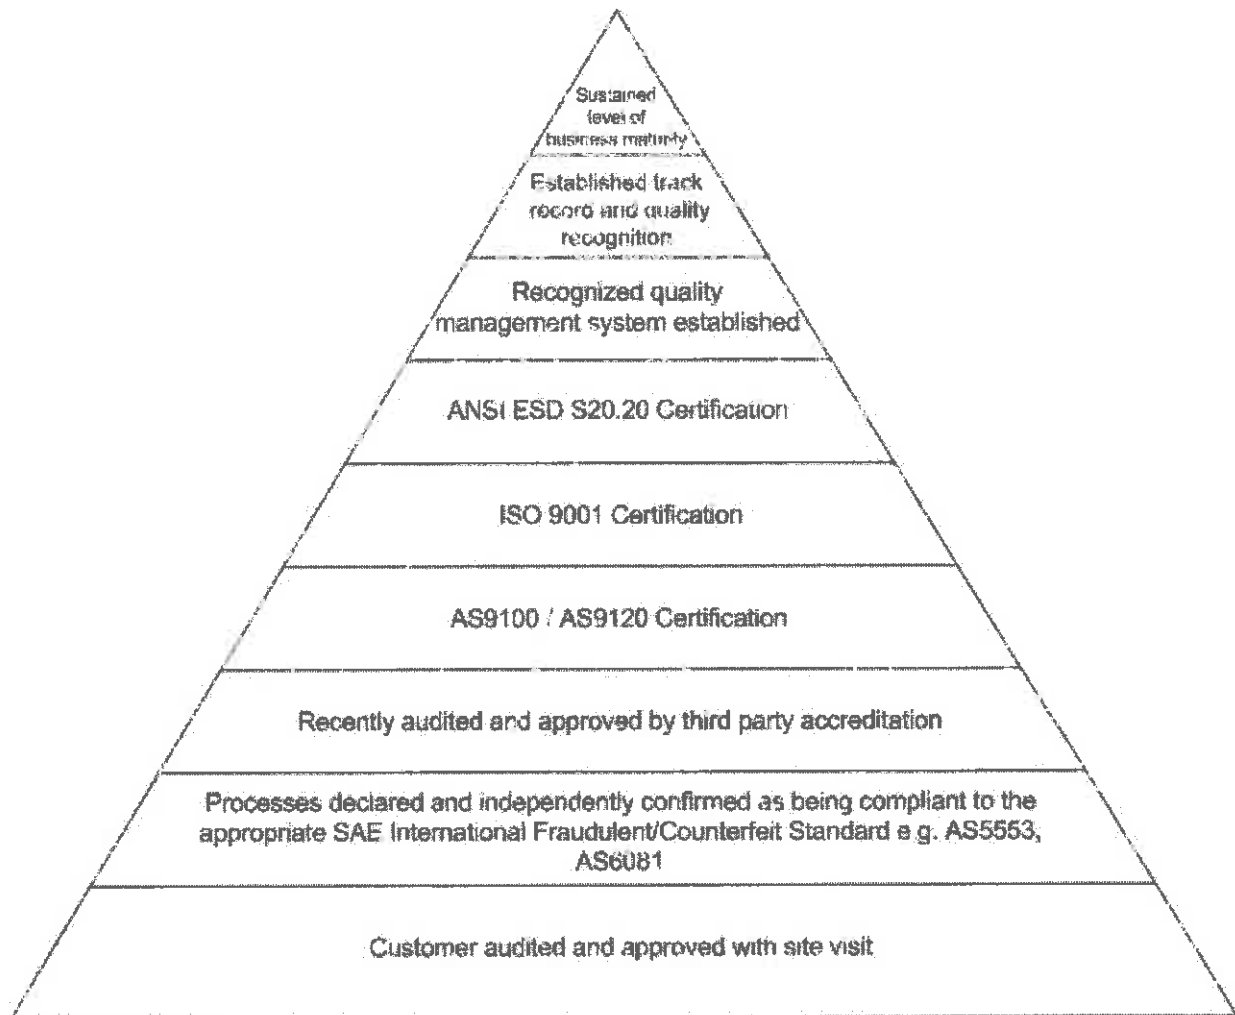 Sustained
level of
business maturity
Established track
record and quality
recognition
Recognized quality
management system established
ANSI ESD S20.20 Certification
ISO 9001 Certification
AS9100 / AS9120 Certification
Recently audited and approved by third party accreditation
Processes declared and independently confirmed as being compliant to the
appropriate SAE International Fraudulent/Counterfeit Standard e.g. AS5553,
AS6081
Customer audited and approved with site visit